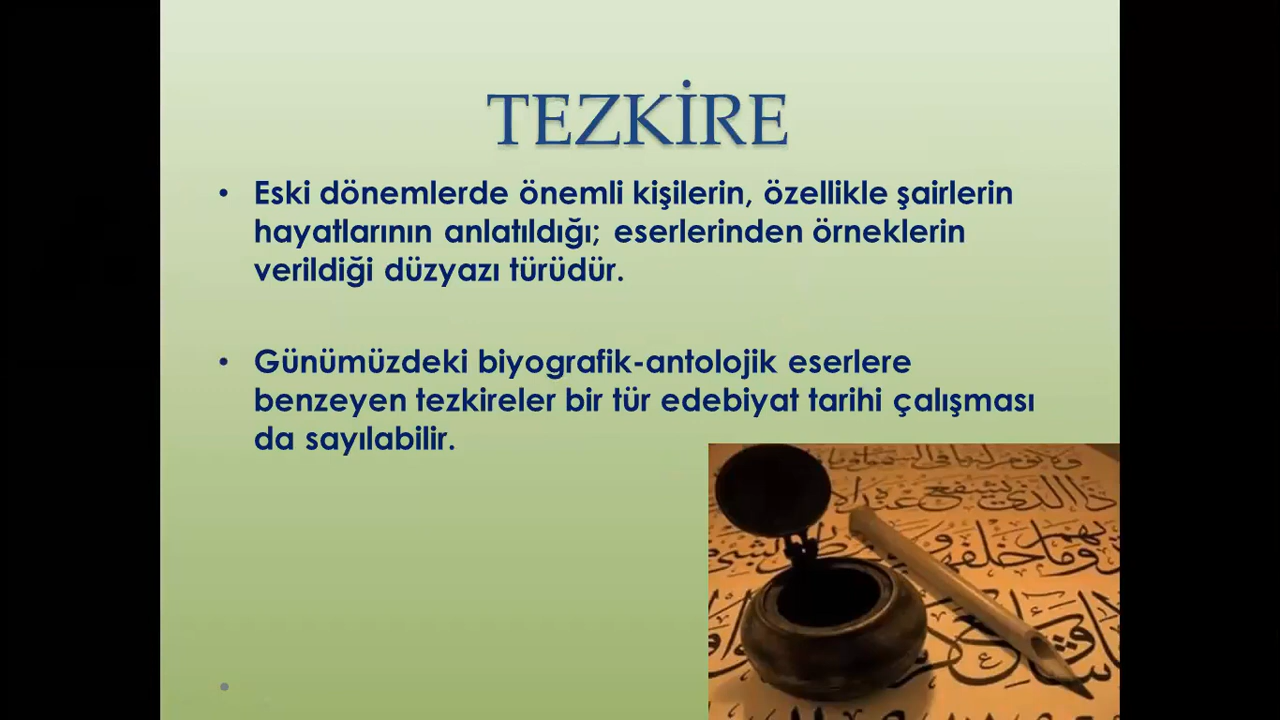 TEZKİRE
• Eski dönemlerde önemli kişilerin, özellikle şairlerin
hayatlarının anlatıldığı; eserlerinden örneklerin
verildiği düzyazı türüdür.
• Günümüzdeki biyografik-antolojik eserlere
benzeyen tezkireler bir tür edebiyat tarihi çalışması
da sayılabilir.